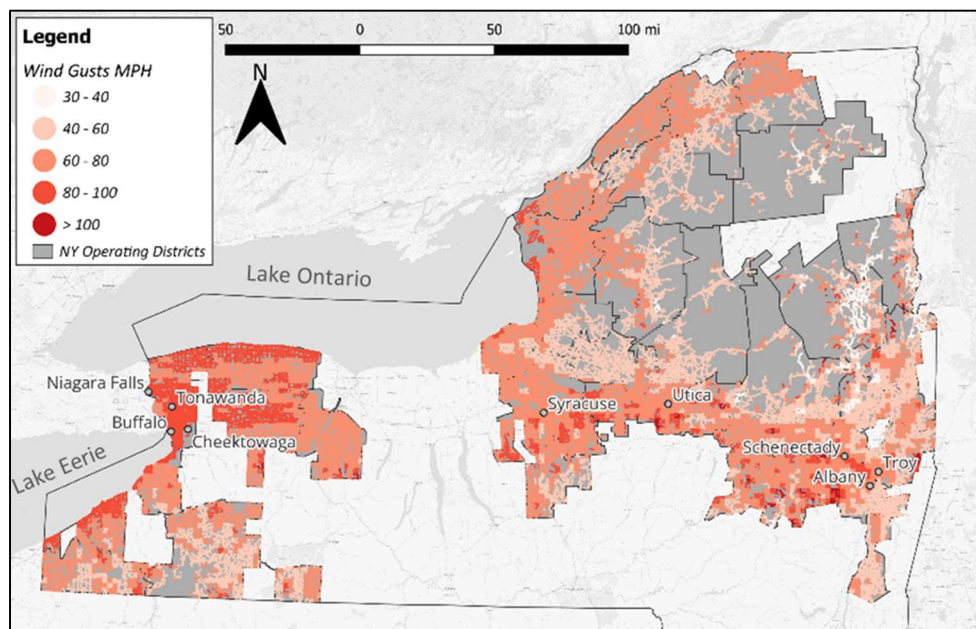 Legend
Wind Gusts MPH
30 - 40
40 - 60
60 - 80
80 - 100
> 100
NY Operating Districts
50 0 50 100 mi
N
Lake Ontario
Niagara Falls
Tonawanda
Buffalo
Cheektowaga
Lake Eerie
Syracuse
Utica
Schenectady
Troy
Albany